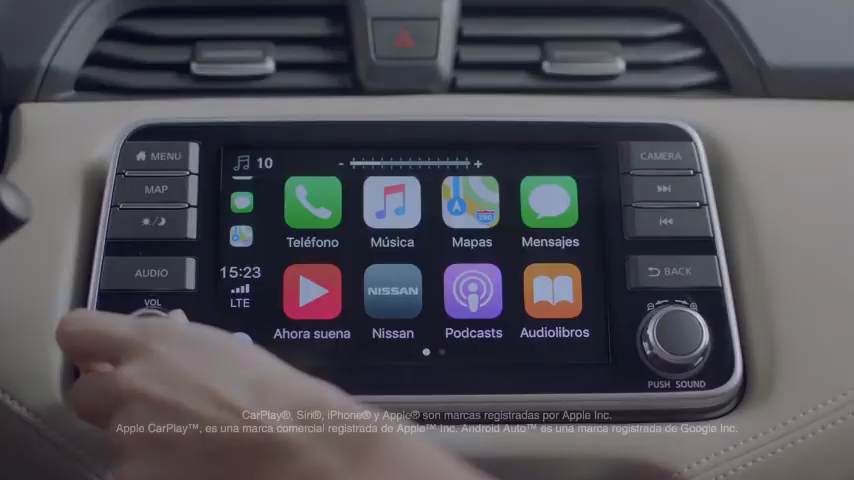 MENU
MAP
AUDIO
VOL
10
- +
15:23
LTE
Teléfono
Música
Mapas
280
Mensajes
Ahora suena
NISSAN
Nissan
Podcasts
Audiolibros
CAMERA
BACK
PUSH SOUND
CarPlay®, Siri®, iPhone® y Apple® son marcas registradas por Apple Inc.
Apple CarPlay™, es una marca comercial registrada de Apple™ Inc. Android Auto™ es una marca registrada de Google Inc.